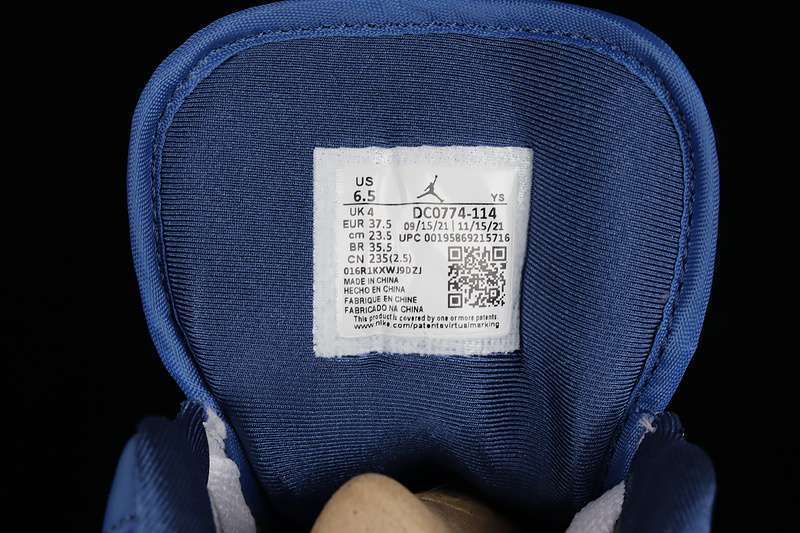 US
6.5 YS
UK 4 DC0774-114
EUR 37.5 09/15/21 | 11/15/21
cm 23.5 UPC 00195869215716
BR 35.5
CN 235(2.5)
016R1KXWJ9DZJ
MADE IN CHINA
HECHO EN CHINA
FABRIQUE EN CHINE
FABRICADO NA CHINA
This product is covered by one or more patents.
www.nike.com/patentsvirtualmarking